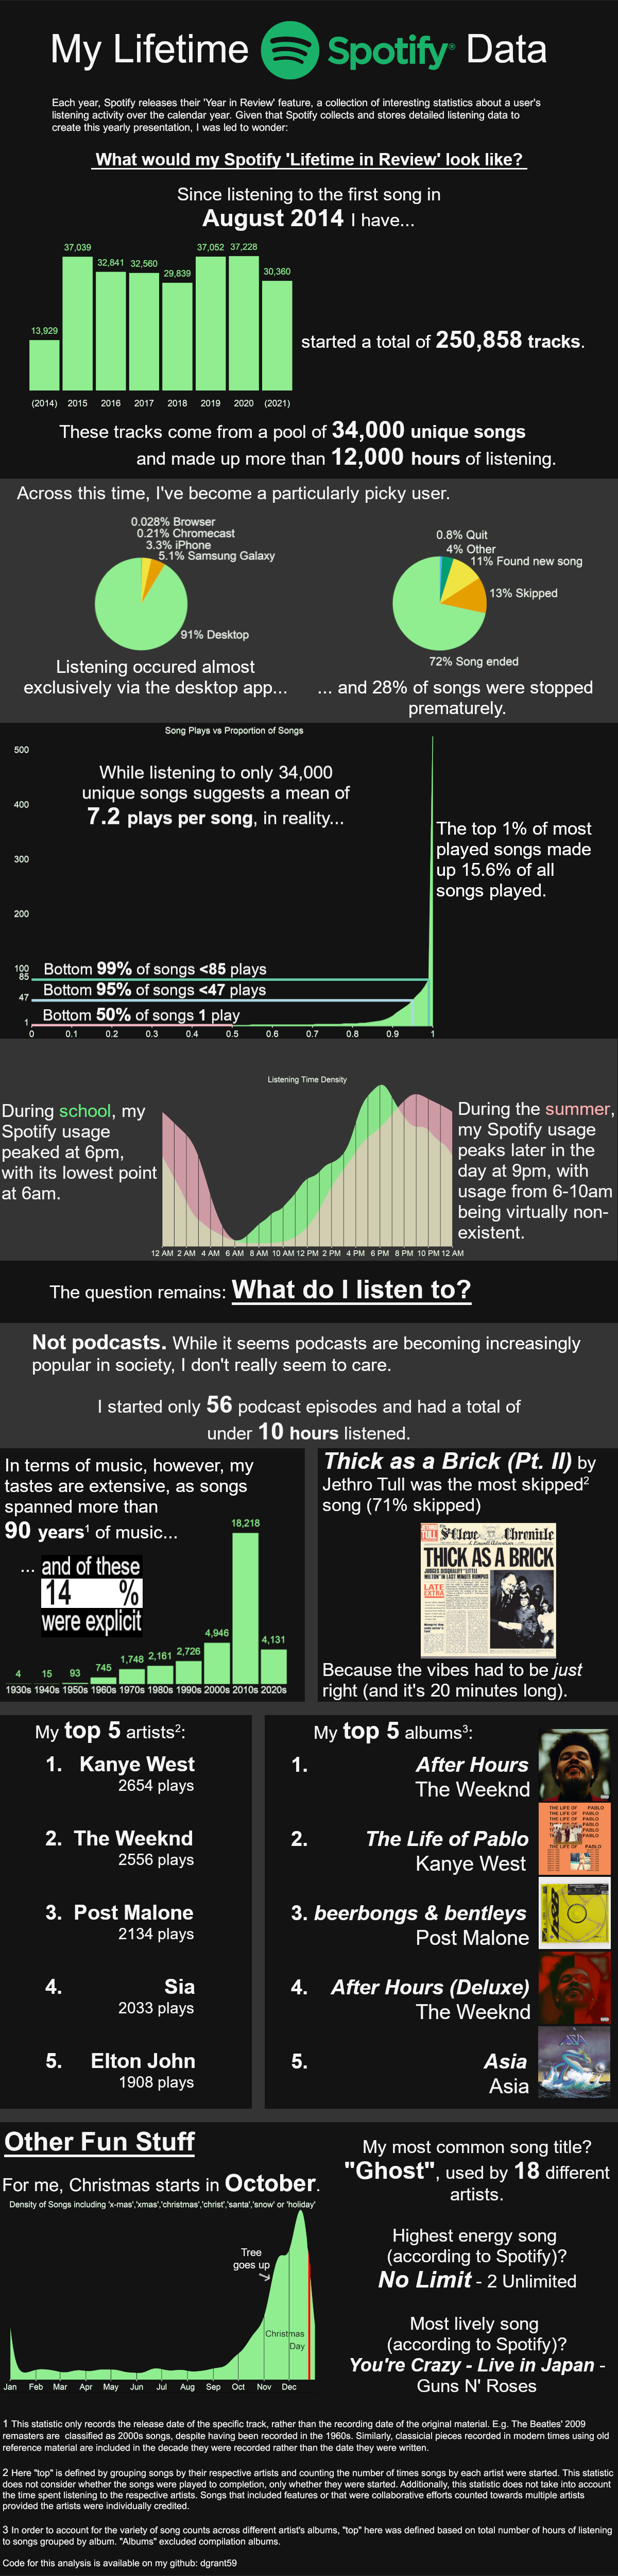 My Lifetime Spotify® Data
Each year, Spotify releases their 'Year in Review' feature, a collection of interesting statistics about a user's
listening activity over the calendar year. Given that Spotify collects and stores detailed listening data to
create this yearly presentation, I was led to wonder:
What would my Spotify 'Lifetime in Review' look like?
Since listening to the first song in
August 2014 I have...
37,039
32,841
32,560
29,839
37,052
37,228
30,360
13,929
started a total of 250,858 tracks.
(2014) 2015 2016 2017 2018 2019 2020 (2021)
These tracks come from a pool of 34,000 unique songs
and made up more than 12,000 hours of listening.
Across this time, I've become a particularly picky user.
0.028% Browser
0.21% Chromecast
3.3% iPhone
5.1% Samsung Galaxy
91% Desktop
Listening occured almost
exclusively via the desktop app...
0.8% Quit
4% Other
11% Found new song
13% Skipped
72% Song ended
... and 28% of songs were stopped
prematurely.
Song Plays vs Proportion of Songs
500
400
300
200
100
85
47
1
While listening to only 34,000
unique songs suggests a mean of
7.2 plays per song, in reality...
The top 1% of most
played songs made
up 15.6% of all
songs played.
Bottom 99% of songs <85 plays
Bottom 95% of songs <47 plays
Bottom 50% of songs 1 play
0 0.1 0.2 0.3 0.4 0.5 0.6 0.7 0.8 0.9 1
Listening Time Density
During school, my
Spotify usage
peaked at 6pm,
with its lowest point
at 6am.
During the summer,
my Spotify usage
peaks later in the
day at 9pm, with
usage from 6-10am
being virtually non-
existent.
12 AM 2 AM 4 AM 6 AM 8 AM 10 AM 12 PM 2 PM 4 PM 6 PM 8 PM 10 PM 12 AM
The question remains: What do I listen to?
Not podcasts. While it seems podcasts are becoming increasingly
popular in society, I don't really seem to care.
I started only 56 podcast episodes and had a total of
under 10 hours listened.
In terms of music, however, my
tastes are extensive, as songs
spanned more than
90 years1 of music...
... and of these
14 %
were explicit
4
15
93
745
1,748
2,161
2,726
4,946
18,218
4,131
1930s 1940s 1950s 1960s 1970s 1980s 1990s 2000s 2010s 2020s
Thick as a Brick (Pt. II) by
Jethro Tull was the most skipped2
song (71% skipped)
THICK AS A BRICK
LATE
EXTRA
Because the vibes had to be just
right (and it's 20 minutes long).
My top 5 artists2:
1. Kanye West
2654 plays
2. The Weeknd
2556 plays
3. Post Malone
2134 plays
4. Sia
2033 plays
5. Elton John
1908 plays
My top 5 albums3:
1. After Hours
The Weeknd
2. The Life of Pablo
Kanye West
THE LIFE OF PABLO
THE LIFE OF PABLO
THE LIFE OF PABLO
3. beerbongs & bentleys
Post Malone
4. After Hours (Deluxe)
The Weeknd
5. Asia
Asia
ASIA
Other Fun Stuff
For me, Christmas starts in October.
Density of Songs including 'x-mas','xmas','christmas','christ','santa','snow' or 'holiday'
Tree
goes up
Christmas
Day
Jan Feb Mar Apr May Jun Jul Aug Sep Oct Nov Dec
My most common song title?
"Ghost", used by 18 different
artists.
Highest energy song
(according to Spotify)?
No Limit - 2 Unlimited
Most lively song
(according to Spotify)?
You're Crazy - Live in Japan -
Guns N' Roses
1 This statistic only records the release date of the specific track, rather than the recording date of the original material. E.g. The Beatles' 2009
remasters are classified as 2000s songs, despite having been recorded in the 1960s. Similarly, classicial pieces recorded in modern times using old
reference material are included in the decade they were recorded rather than the date they were written.
2 Here "top" is defined by grouping songs by their respective artists and counting the number of times songs by each artist were started. This statistic
does not consider whether the songs were played to completion, only whether they were started. Additionally, this statistic does not take into account
the time spent listening to the respective artists. Songs that included features or that were collaborative efforts counted towards multiple artists
provided the artists were individually credited.
3 In order to account for the variety of song counts across different artist's albums, "top" here was defined based on total number of hours of listening
to songs grouped by album. "Albums" excluded compilation albums.
Code for this analysis is available on my github: dgrant59